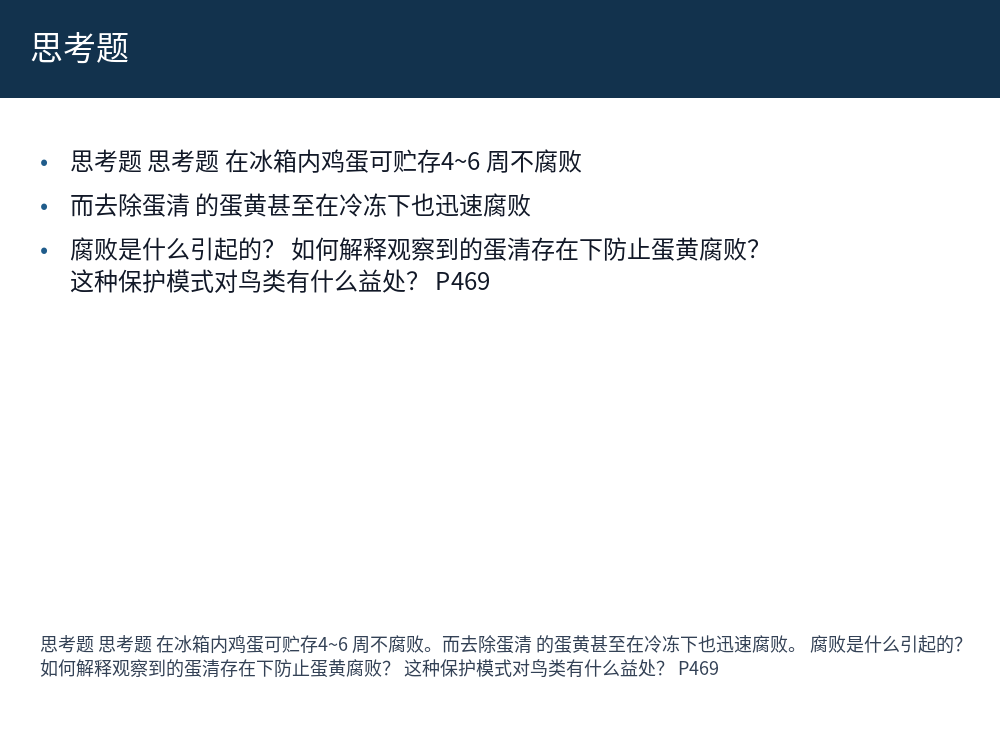 思考题
• 思考题 思考题 在冰箱内鸡蛋可贮存4~6 周不腐败
• 而去除蛋清 的蛋黄甚至在冷冻下也迅速腐败
• 腐败是什么引起的? 如何解释观察到的蛋清存在下防止蛋黄腐败?
这种保护模式对鸟类有什么益处? P469
思考题 思考题 在冰箱内鸡蛋可贮存4~6 周不腐败。而去除蛋清 的蛋黄甚至在冷冻下也迅速腐败。 腐败是什么引起的?
如何解释观察到的蛋清存在下防止蛋黄腐败? 这种保护模式对鸟类有什么益处? P469